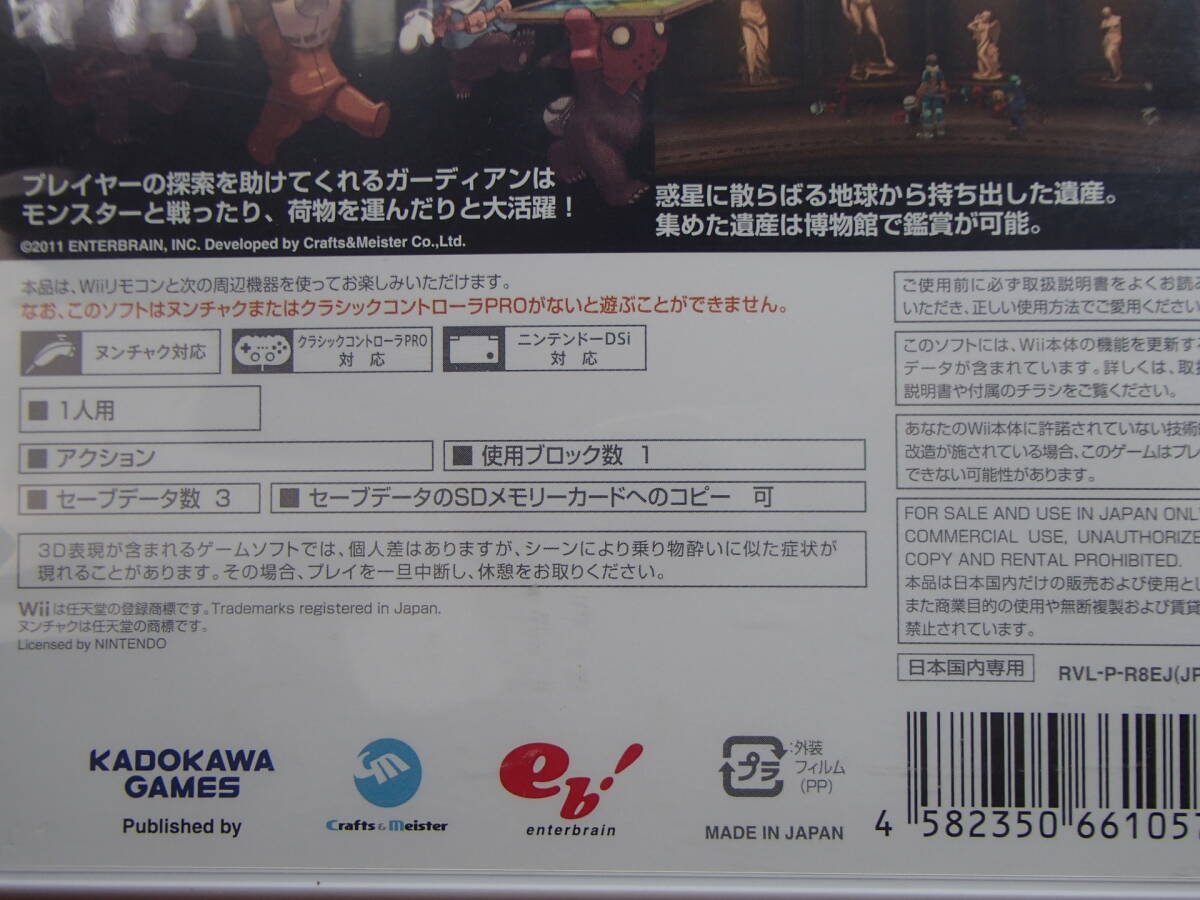 プレイヤーの探索を助けてくれるガーディアンは
モンスターと戦ったり、荷物を運んだりと大活躍！
惑星に散らばる地球から持ち出した遺産。
集めた遺産は博物館で鑑賞が可能。
©2011 ENTERBRAIN, INC. Developed by Crafts&Meister Co.,Ltd.
本品は、Wiiリモコンと次の周辺機器を使ってお楽しみいただけます。
なお、このソフトはヌンチャクまたはクラシックコントローラPROがないと遊ぶことができません。
ヌンチャク対応
クラシックコントローラPRO
対 応
ニンテンドーDSi
対 応
■ 1人用
■ アクション
■ 使用ブロック数 1
■ セーブデータ数 3
■ セーブデータのSDメモリーカードへのコピー 可
3D表現が含まれるゲームソフトでは、個人差はありますが、シーンにより乗り物酔いに似た症状が
現れることがあります。その場合、プレイを一旦中断し、休憩をお取りください。
Wiiは任天堂の登録商標です。Trademarks registered in Japan.
ヌンチャクは任天堂の商標です。
Licensed by NINTENDO
ご使用前に必ず取扱説明書をよくお読み
いただき、正しい使用方法でご愛用ください
このソフトには、Wii本体の機能を更新する
データが含まれています。詳しくは、取扱
説明書や付属のチラシをご覧ください。
あなたのWii本体に許諾されていない技術的
改造が施されている場合、このゲームはプレイ
できない可能性があります。
FOR SALE AND USE IN JAPAN ONLY
COMMERCIAL USE, UNAUTHORIZE
COPY AND RENTAL PROHIBITED.
本品は日本国内だけの販売および使用とし
また商業目的の使用や無断複製および賃貸
禁止されています。
日本国内専用
RVL-P-R8EJ(JP
KADOKAWA
GAMES
Published by
Crafts & Meister
eb!
enterbrain
プラ
:外装
フィルム
(PP)
MADE IN JAPAN
4 582350 661057